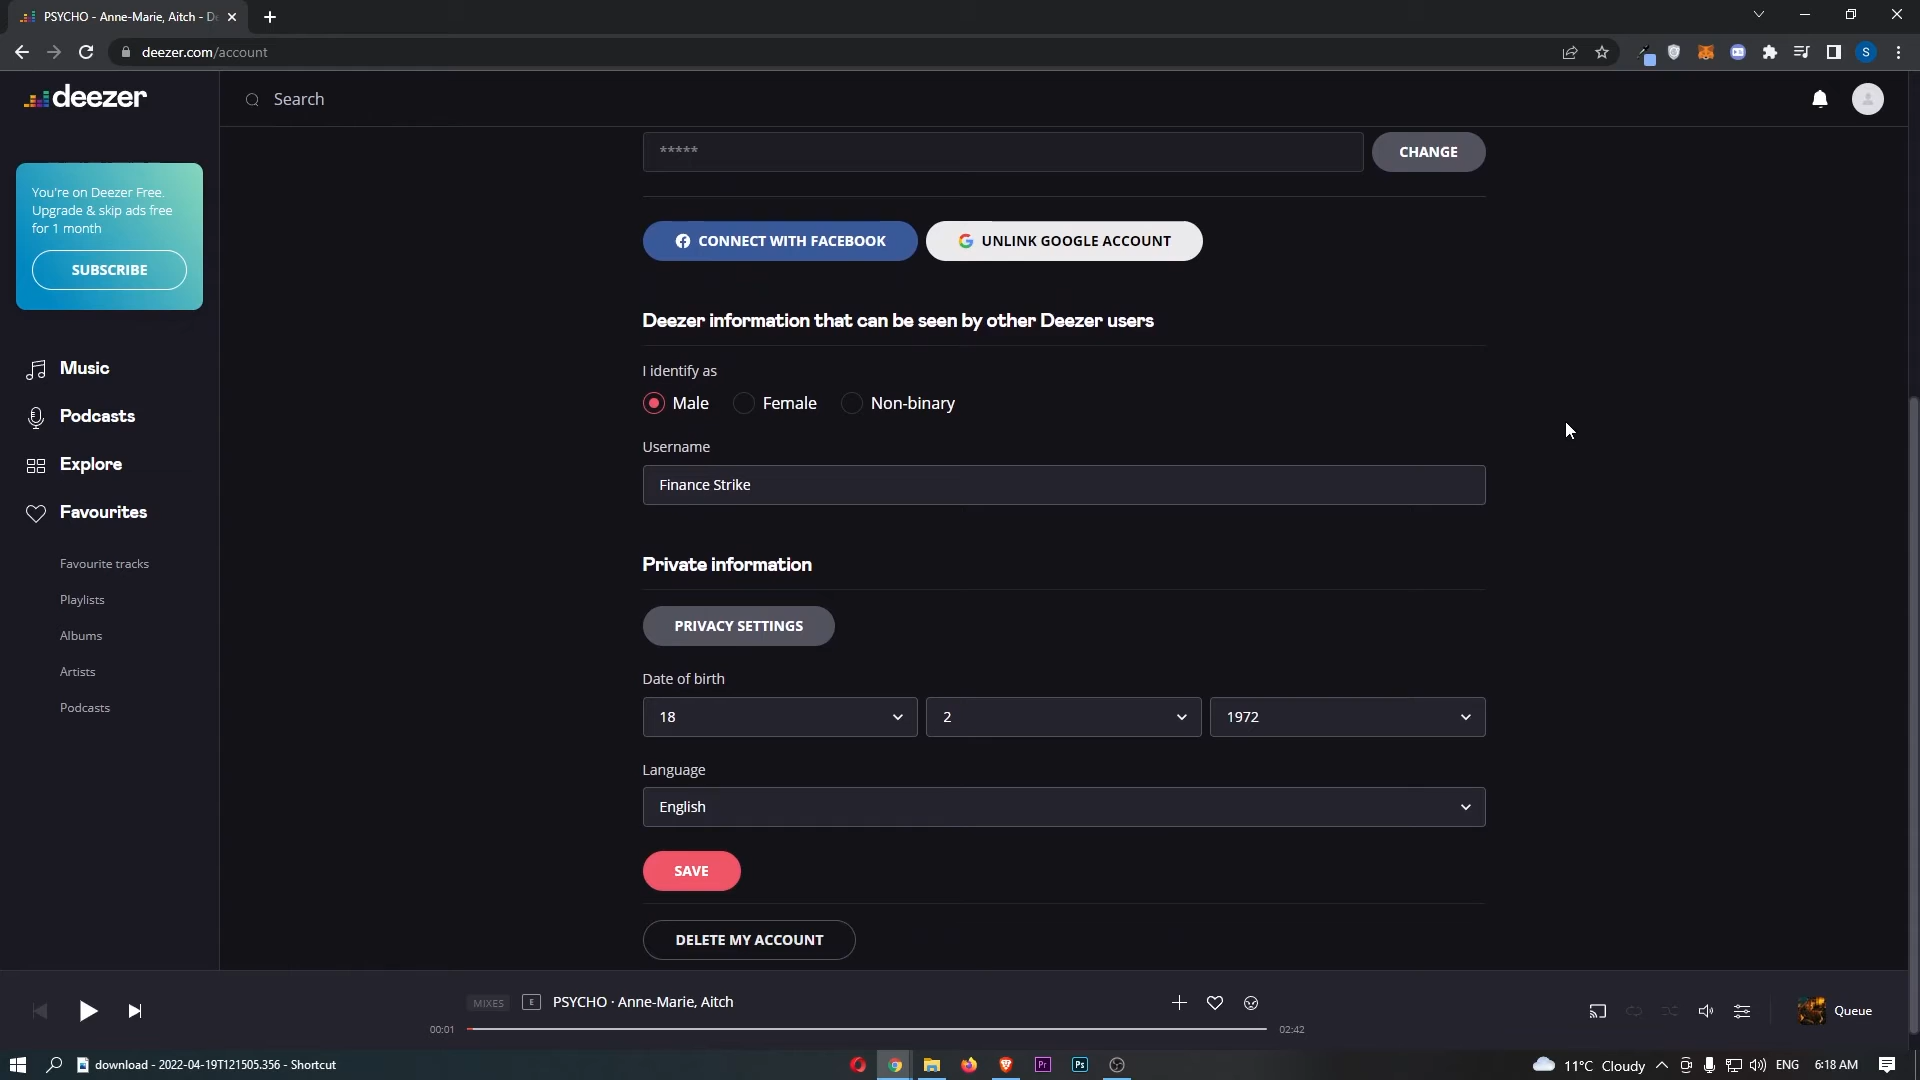 PSYCHO - Anne-Marie, Aitch - De
deezer.com/account
S
deezer
Search
You're on Deezer Free.
Upgrade & skip ads free
for 1 month
SUBSCRIBE
Music
Podcasts
Explore
Favourites
Favourite tracks
Playlists
Albums
Artists
Podcasts
*****
CHANGE
CONNECT WITH FACEBOOK
UNLINK GOOGLE ACCOUNT
Deezer information that can be seen by other Deezer users
I identify as
Male Female Non-binary
Username
Finance Strike
Private information
PRIVACY SETTINGS
Date of birth
18 2 1972
Language
English
SAVE
DELETE MY ACCOUNT
MIXES E PSYCHO · Anne-Marie, Aitch
00:01 02:42
Queue
download - 2022-04-19T121505.356 - Shortcut
Pr Ps
11°C Cloudy ENG 6:18 AM